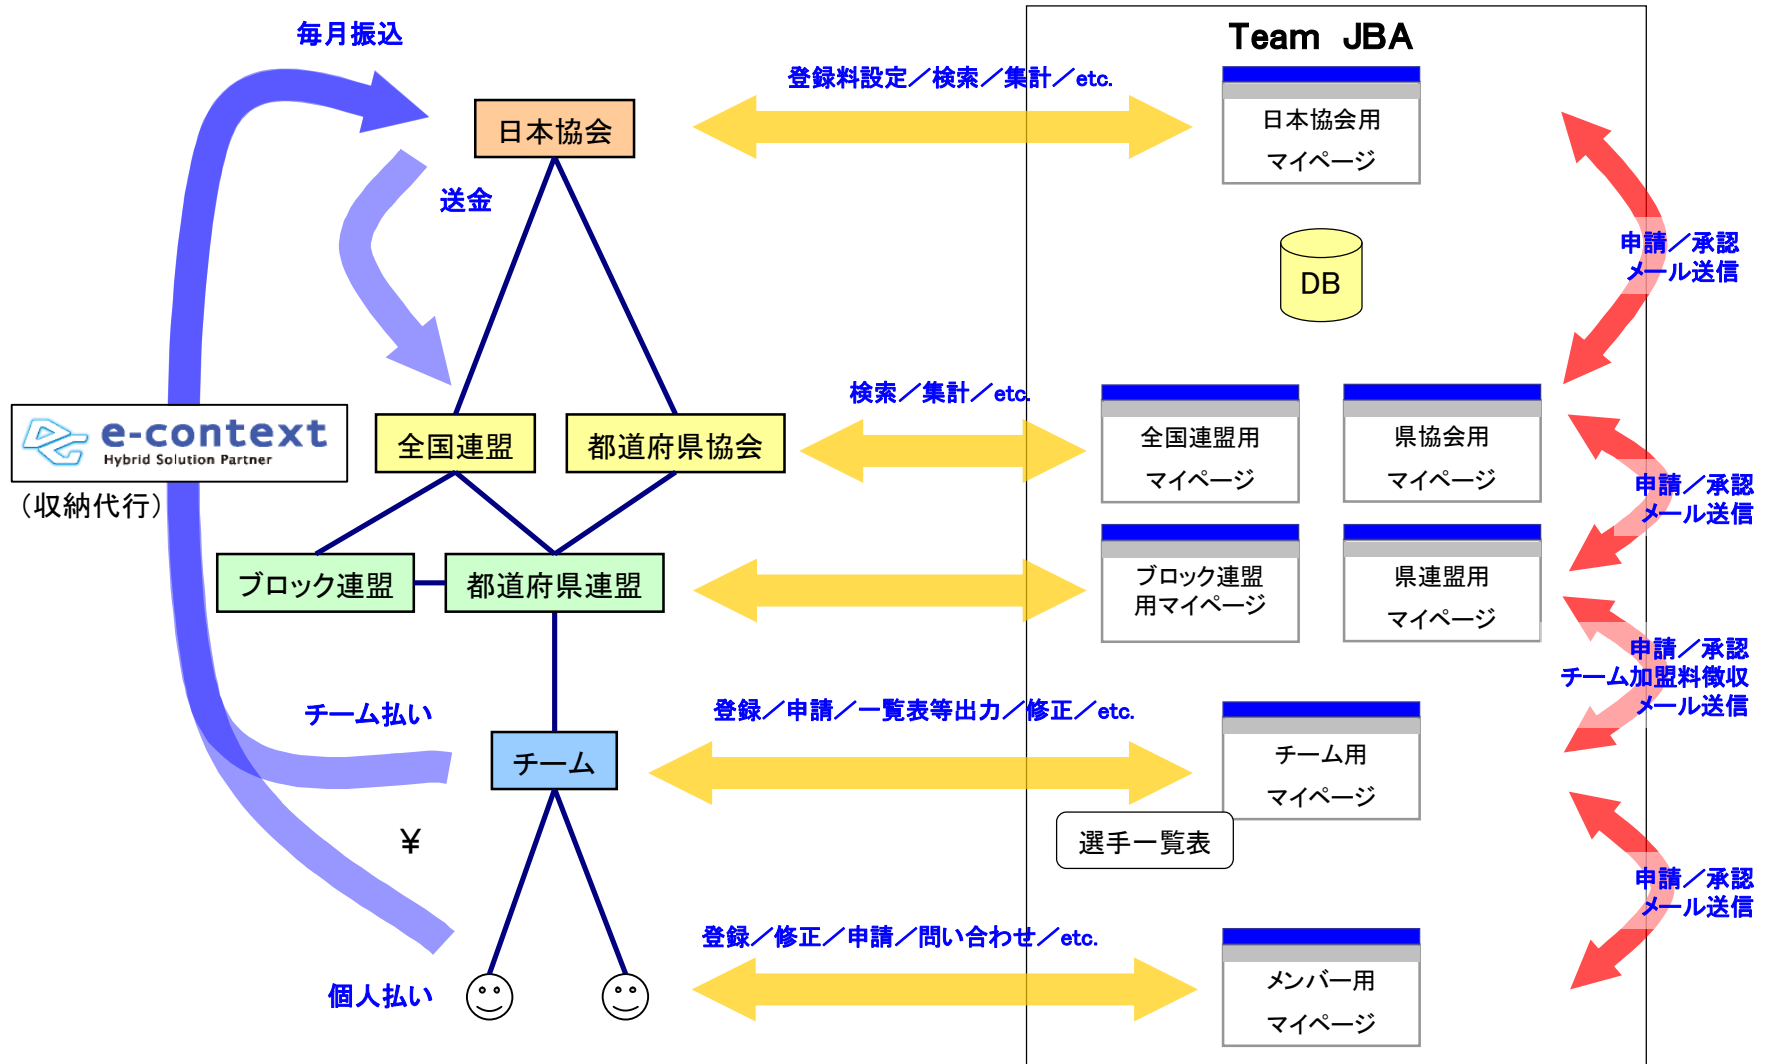 毎月振込
Team JBA
登録料設定／検索／集計／etc.
日本協会
日本協会用
マイページ
送金
申請／承認
メール送信
DB
検索／集計／etc.
e-context
Hybrid Solution Partner
（収納代行）
全国連盟
都道府県協会
全国連盟用
マイページ
県協会用
マイページ
申請／承認
メール送信
ブロック連盟
都道府県連盟
ブロック連盟
用マイページ
県連盟用
マイページ
申請／承認
チーム加盟料徴収
メール送信
チーム払い
登録／申請／一覧表等出力／修正／etc.
チーム
チーム用
マイページ
¥
選手一覧表
申請／承認
メール送信
登録／修正／申請／問い合わせ／etc.
個人払い
メンバー用
マイページ